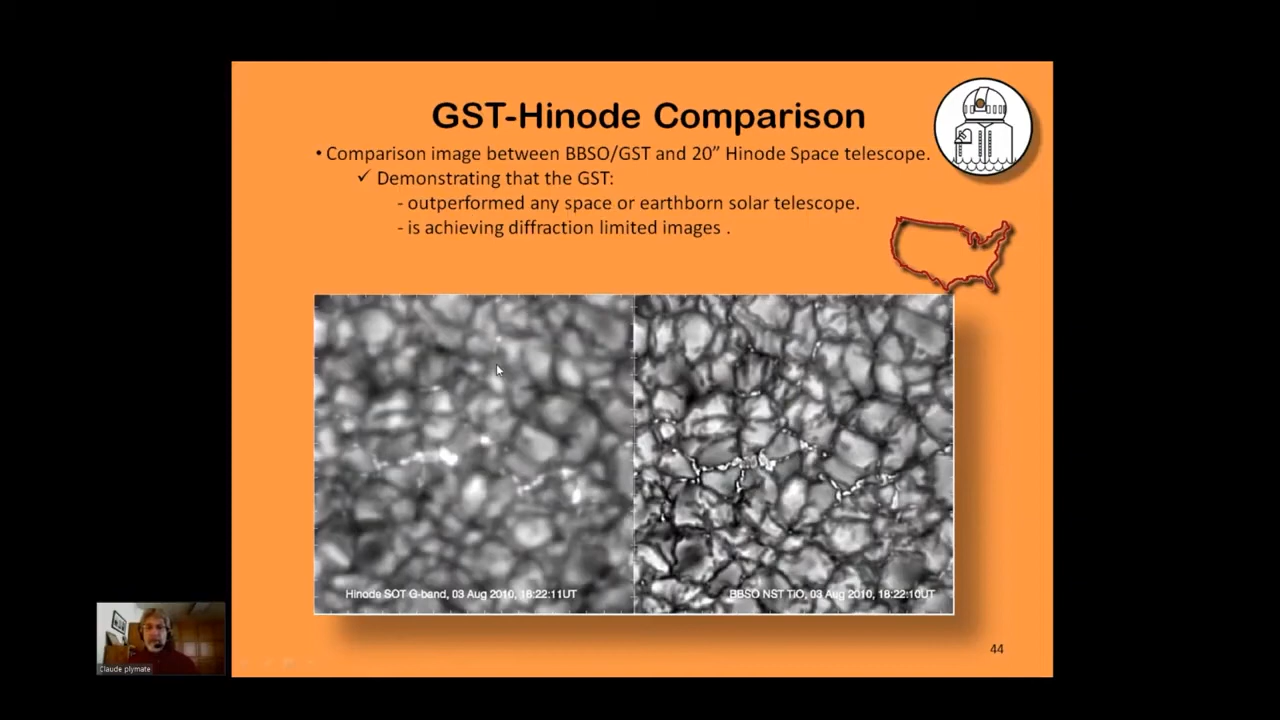 GST-Hinode Comparison
• Comparison image between BBSO/GST and 20” Hinode Space telescope.
✓ Demonstrating that the GST:
- outperformed any space or earthborn solar telescope.
- is achieving diffraction limited images .
Hinode SOT G-band, 03 Aug 2010, 18:22:11UT
BBSO NST TiO, 03 Aug 2010, 18:22:10UT
44
Claude plymate